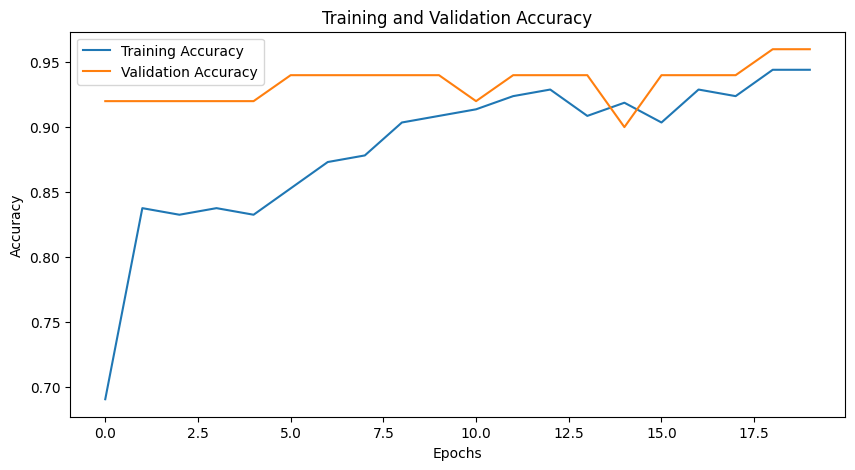 Training and Validation Accuracy
Training Accuracy
Validation Accuracy
Accuracy
0.95
0.90
0.85
0.80
0.75
0.70
0.0 2.5 5.0 7.5 10.0 12.5 15.0 17.5
Epochs